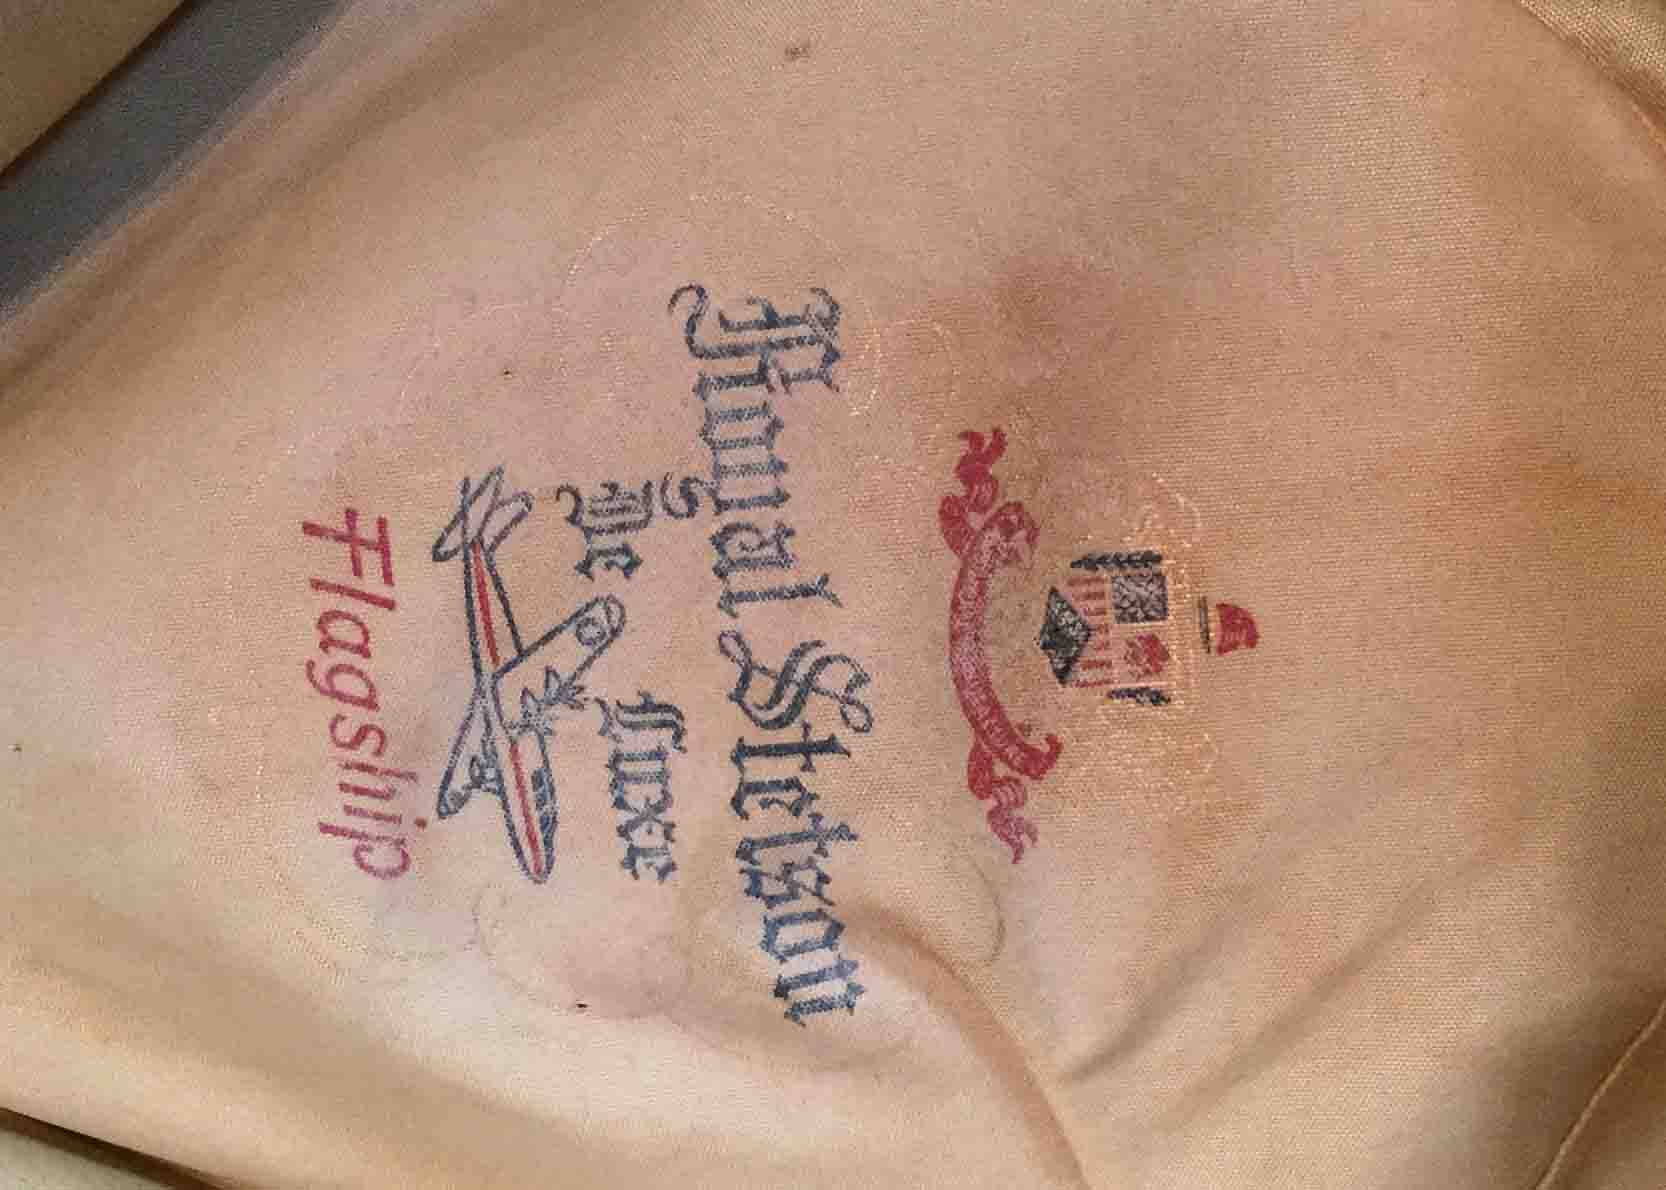 Royal Stetson
De Luxe
Flagship